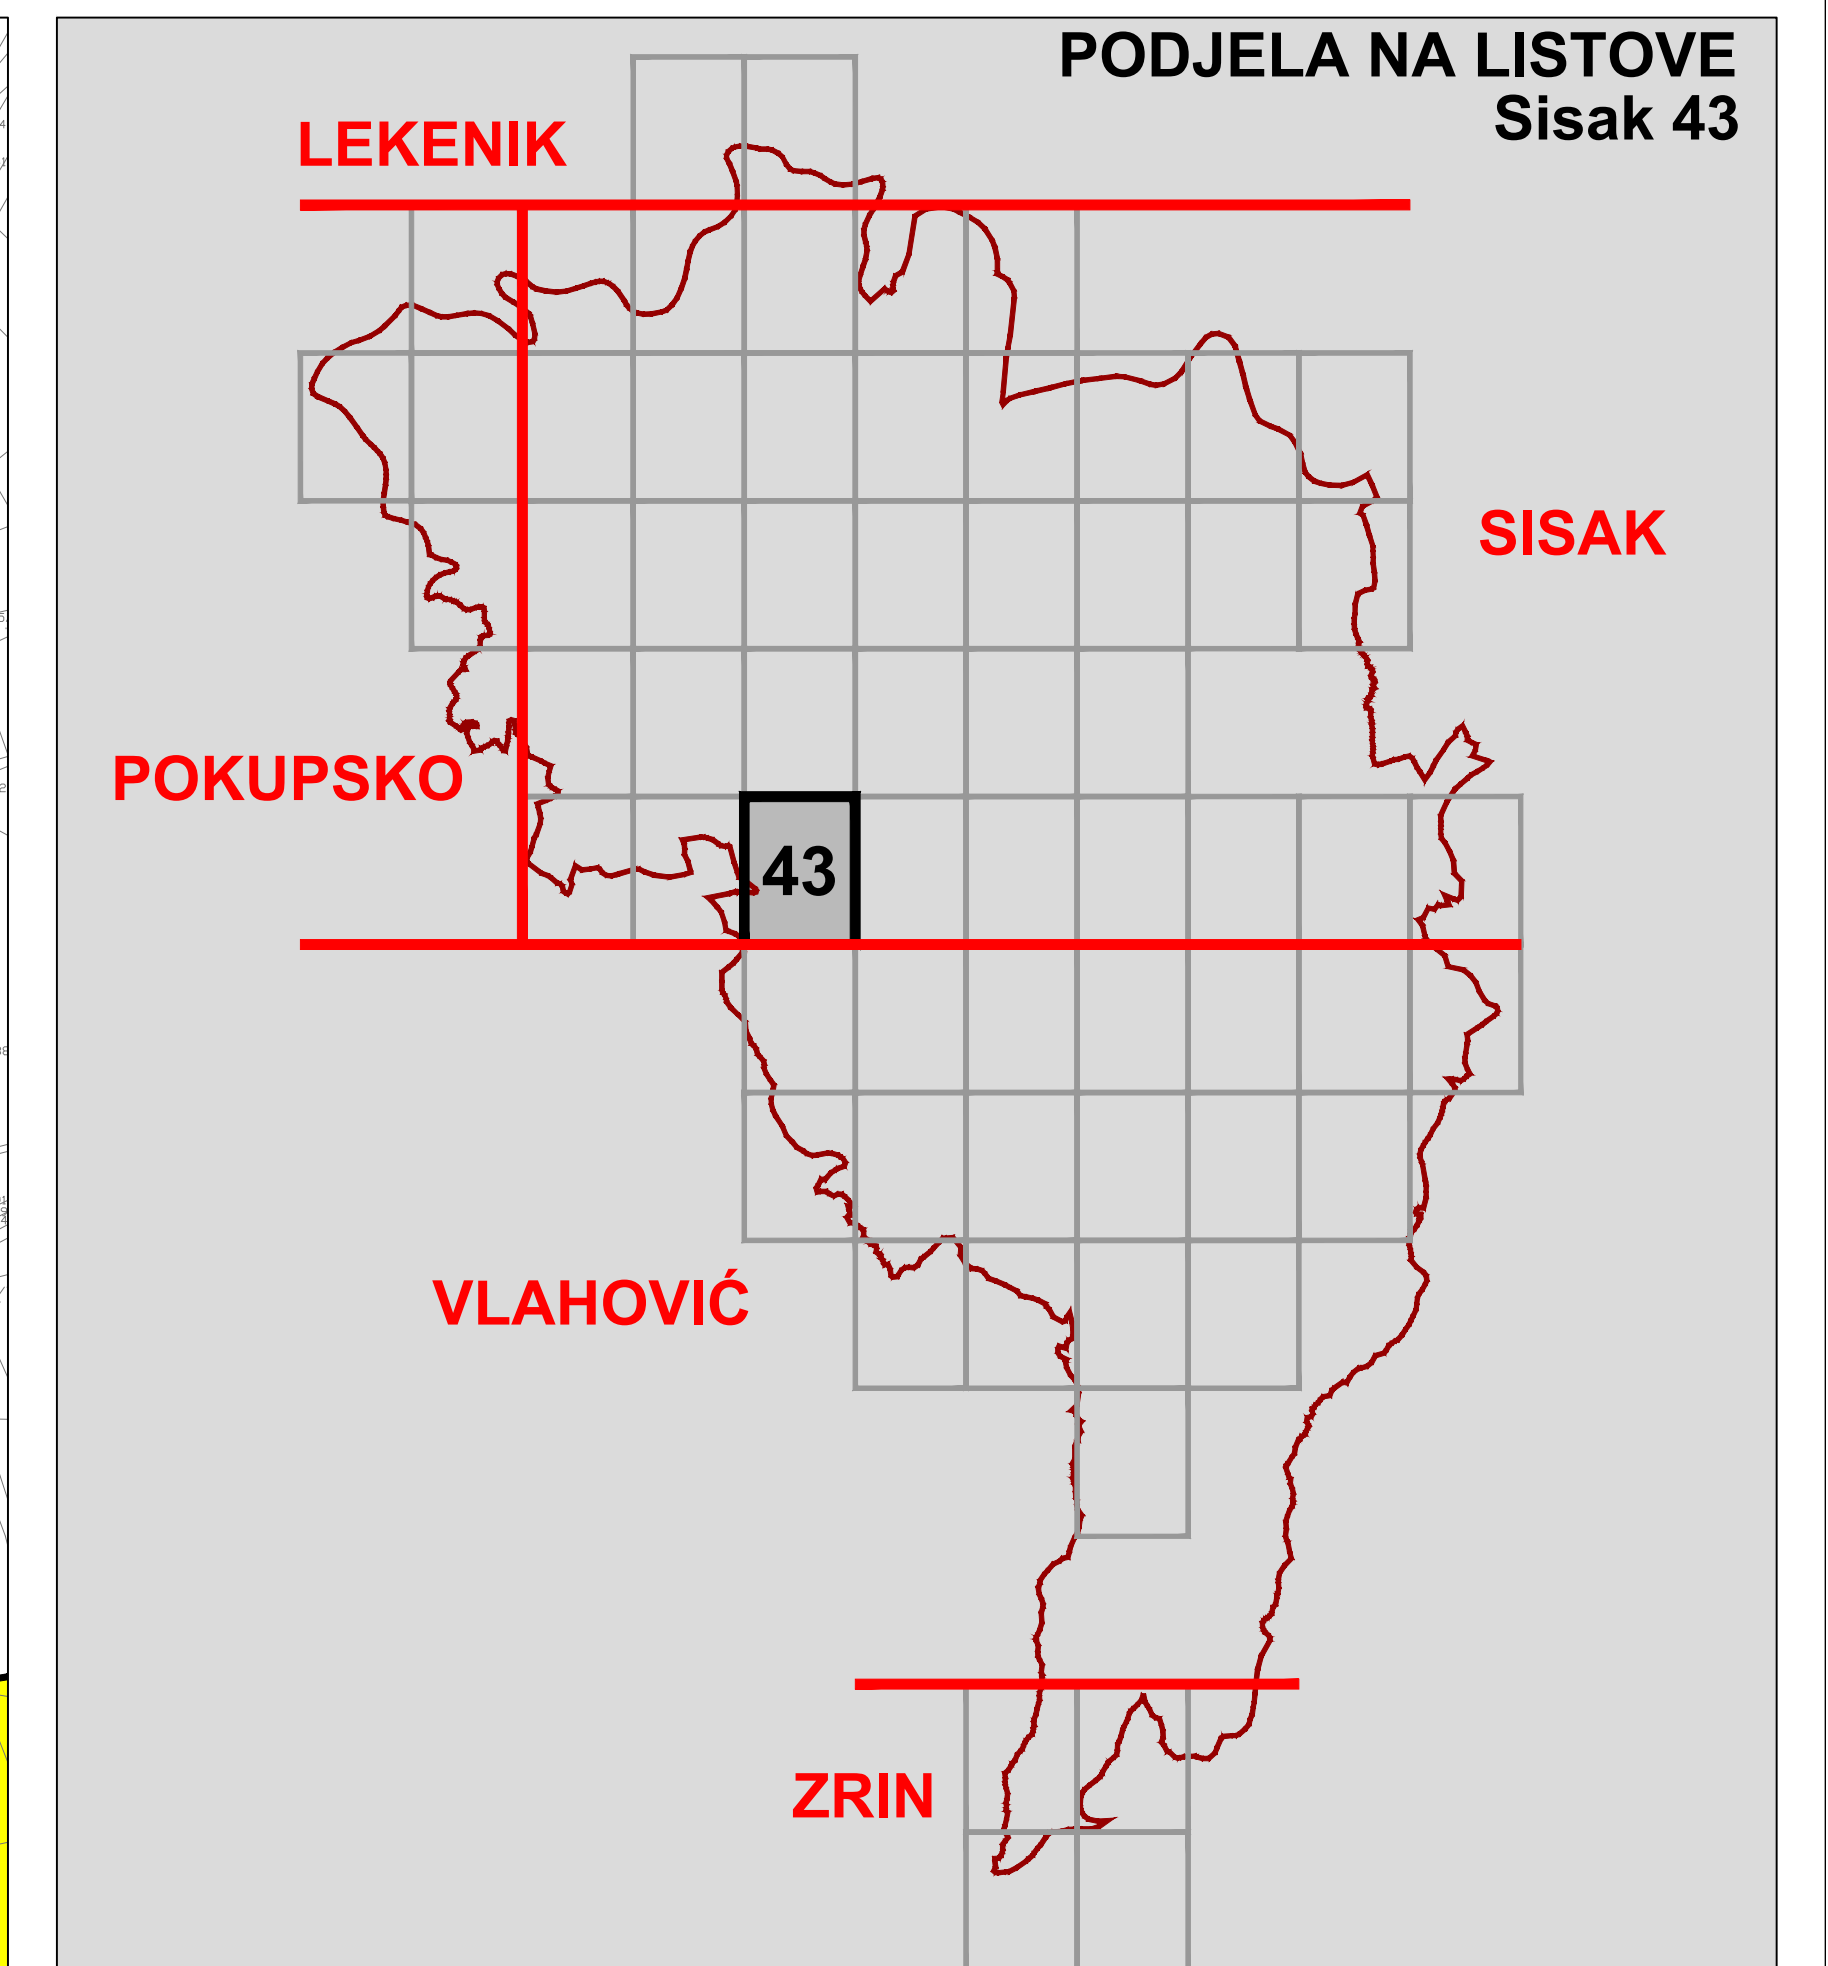 PODJELA NA LISTOVE
Sisak 43
LEKENIK
SISAK
POKUPSKO
43
VLAHOVIĆ
ZRIN